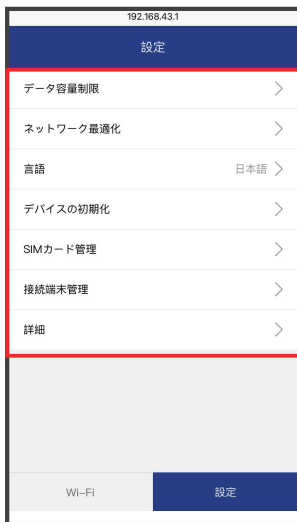 192.168.43.1
設定
データ容量制限
ネットワーク最適化
言語 日本語
デバイスの初期化
SIMカード管理
接続端末管理
詳細
Wi-Fi 設定